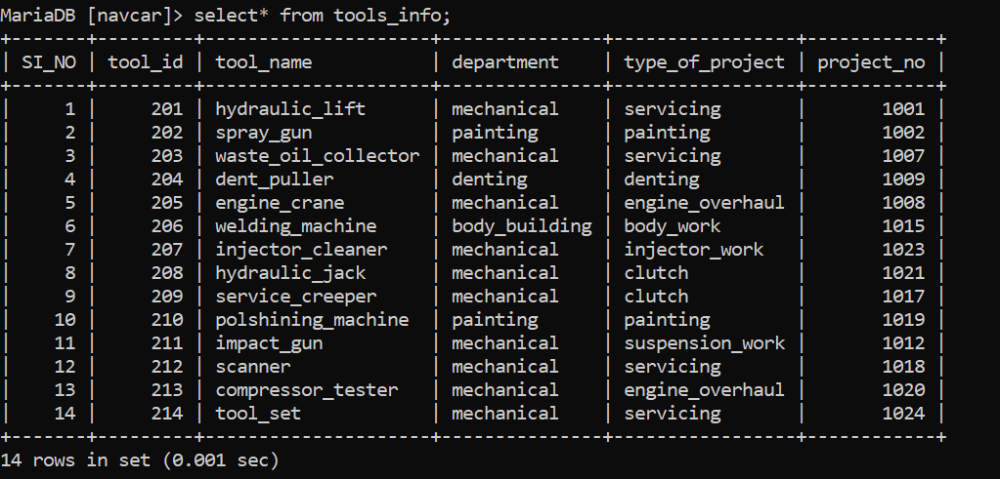 MariaDB [navcar]> select* from tools_info;
+-------+---------+---------------------+---------------+-----------------+------------+
| SI_NO | tool_id | tool_name           | department    | type_of_project | project_no |
+-------+---------+---------------------+---------------+-----------------+------------+
|     1 |     201 | hydraulic_lift      | mechanical    | servicing       |       1001 |
|     2 |     202 | spray_gun           | painting      | painting        |       1002 |
|     3 |     203 | waste_oil_collector | mechanical    | servicing       |       1007 |
|     4 |     204 | dent_puller         | denting       | denting         |       1009 |
|     5 |     205 | engine_crane        | mechanical    | engine_overhaul |       1008 |
|     6 |     206 | welding_machine     | body_building | body_work       |       1015 |
|     7 |     207 | injector_cleaner    | mechanical    | injector_work   |       1023 |
|     8 |     208 | hydraulic_jack      | mechanical    | clutch          |       1021 |
|     9 |     209 | service_creeper     | mechanical    | clutch          |       1017 |
|    10 |     210 | polshining_machine  | painting      | painting        |       1019 |
|    11 |     211 | impact_gun          | mechanical    | suspension_work |       1012 |
|    12 |     212 | scanner             | mechanical    | servicing       |       1018 |
|    13 |     213 | compressor_tester   | mechanical    | engine_overhaul |       1020 |
|    14 |     214 | tool_set            | mechanical    | servicing       |       1024 |
+-------+---------+---------------------+---------------+-----------------+------------+
14 rows in set (0.001 sec)